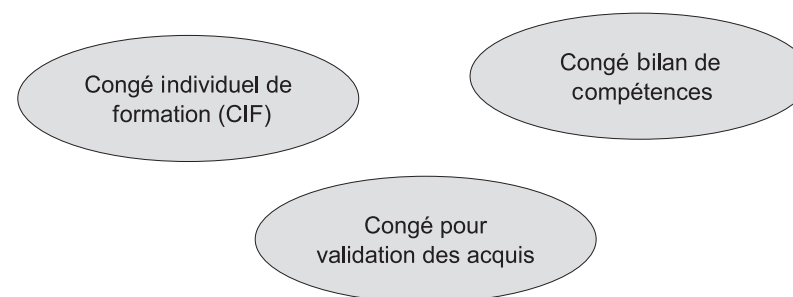 Congé individuel de
formation (CIF)
Congé bilan de
compétences
Congé pour
validation des acquis